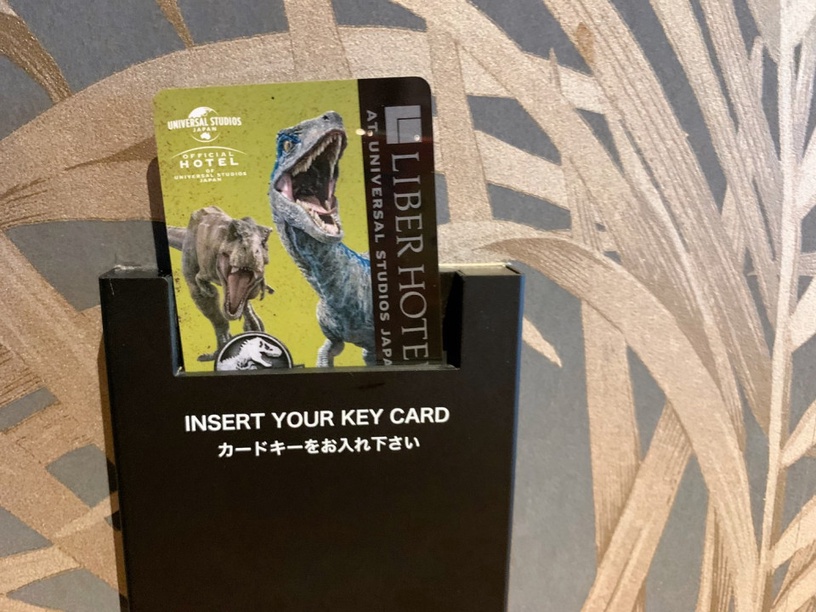 UNIVERSAL STUDIOS
JAPAN
OFFICIAL
HOTEL
OF
UNIVERSAL STUDIOS
JAPAN
LIBER HOTE
AT UNIVERSAL STUDIOS JAPA
INSERT YOUR KEY CARD
カードキーをお入れ下さい